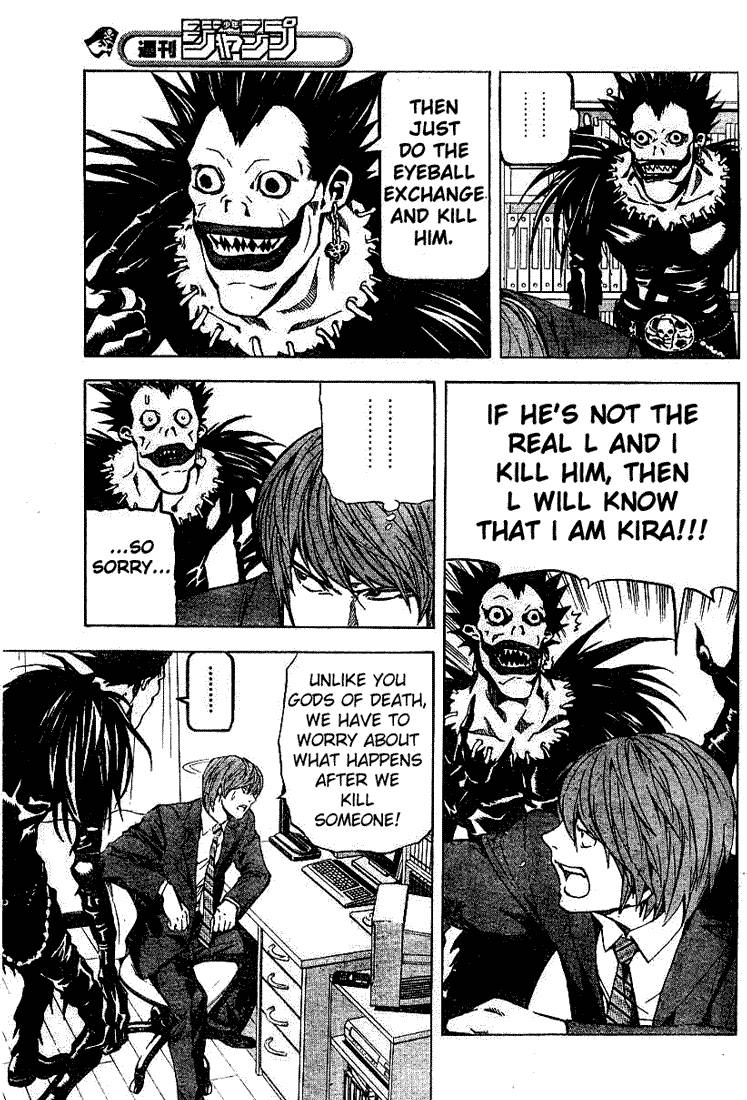 週刊
少年
ジャンプ
.........
THEN
JUST
DO THE
EYEBALL
EXCHANGE
AND KILL
HIM.
IF HE'S NOT THE
REAL L AND I
KILL HIM, THEN
L WILL KNOW
THAT I AM KIRA!!!
.........
...SO
SORRY...
UNLIKE YOU
GODS OF DEATH,
WE HAVE TO
WORRY ABOUT
WHAT HAPPENS
AFTER WE
KILL
SOMEONE!
.........